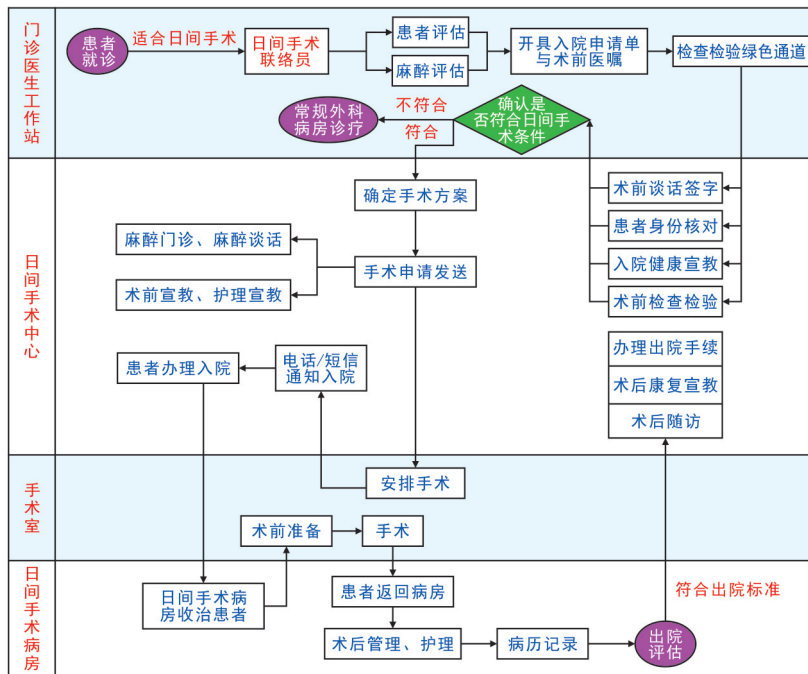 门诊医生工作站
患者
就诊
适合日间手术
日间手术
联络员
患者评估
麻醉评估
开具入院申请单
与术前医嘱
检查检验绿色通道
常规外科
病房诊疗
不符合
符合
确认是
否符合日间手
术条件
日间手术中心
确定手术方案
术前谈话签字
患者身份核对
入院健康宣教
术前检查检验
麻醉门诊、麻醉谈话
手术申请发送
术前宣教、护理宣教
患者办理入院
电话/短信
通知入院
办理出院手续
术后康复宣教
术后随访
手术室
安排手术
术前准备
手术
日间手术病房
日间手术病
房收治患者
患者返回病房
符合出院标准
术后管理、护理
病历记录
出院
评估